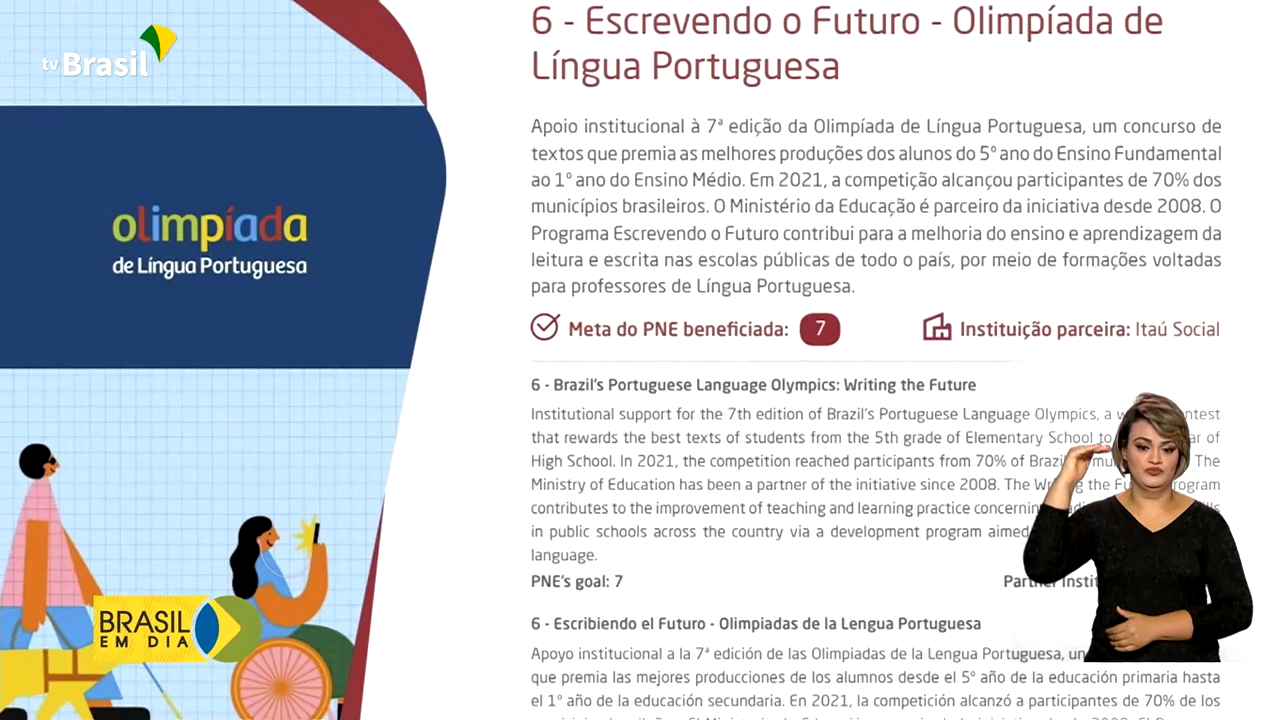 tv Brasil
olimpíada
de Língua Portuguesa
BRASIL
EM DIA
6 - Escrevendo o Futuro - Olimpíada de
Língua Portuguesa
Apoio institucional à 7ª edição da Olimpíada de Língua Portuguesa, um concurso de
textos que premia as melhores produções dos alunos do 5º ano do Ensino Fundamental
ao 1º ano do Ensino Médio. Em 2021, a competição alcançou participantes de 70% dos
municípios brasileiros. O Ministério da Educação é parceiro da iniciativa desde 2008. O
Programa Escrevendo o Futuro contribui para a melhoria do ensino e aprendizagem da
leitura e escrita nas escolas públicas de todo o país, por meio de formações voltadas
para professores de Língua Portuguesa.
Meta do PNE beneficiada: 7
Instituição parceira: Itaú Social
6 - Brazil's Portuguese Language Olympics: Writing the Future
Institutional support for the 7th edition of Brazil's Portuguese Language Olympics, a
that rewards the best texts of students from the 5th grade of Elementary School to of
High School. In 2021, the competition reached participants from 70% of The
Ministry of Education has been a partner of the initiative since 2008. The the
contributes to the improvement of teaching and learning practice
in public schools across the country via a development program aimed
language.
PNE's goal: 7
6 - Escribiendo el Futuro - Olimpiadas de la Lengua Portuguesa
Apoyo institucional a la 7ª edición de las Olimpiadas de la Lengua Portuguesa,
que premia las mejores producciones de los alumnos desde el 5º año de la educación primaria hasta
el 1º año de la educación secundaria. En 2021, la competición alcanzó a participantes de 70% de los